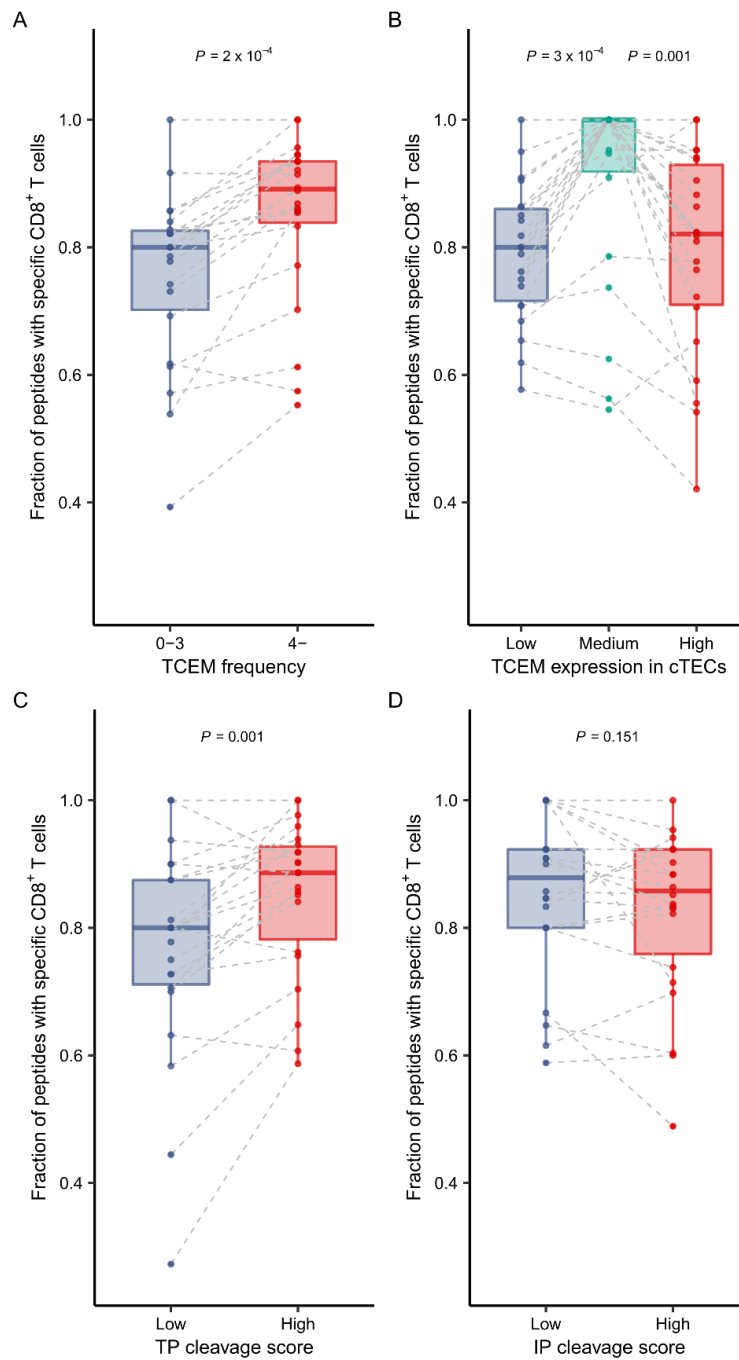 A
P = 2 x 10⁻⁴
Fraction of peptides with specific CD8⁺ T cells
1.0
0.8
0.6
0.4
0−3
4−
TCEM frequency
B
P = 3 x 10⁻⁴
P = 0.001
Fraction of peptides with specific CD8⁺ T cells
1.0
0.8
0.6
0.4
Low
Medium
High
TCEM expression in cTECs
C
P = 0.001
Fraction of peptides with specific CD8⁺ T cells
1.0
0.8
0.6
0.4
Low
High
TP cleavage score
D
P = 0.151
Fraction of peptides with specific CD8⁺ T cells
1.0
0.8
0.6
0.4
Low
High
IP cleavage score